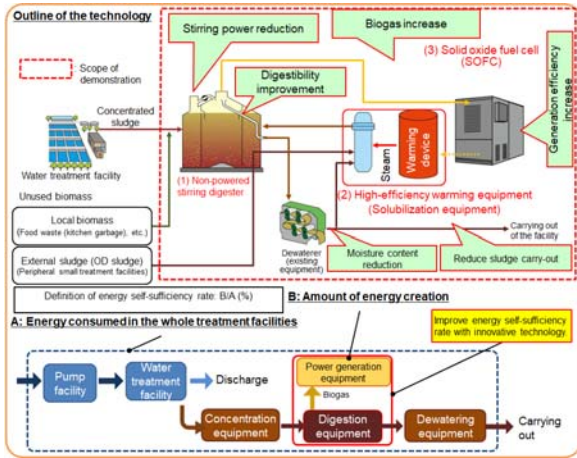 Outline of the technology
Stirring power reduction
Biogas increase
(3) Solid oxide fuel cell
(SOFC)
Scope of
demonstration
Digestibility
improvement
Generation efficiency
increase
Concentrated
sludge
Water treatment facility
(1) Non-powered
stirring digester
Steam
Warming
device
(2) High-efficiency warming equipment
(Solubilization equipment)
Unused biomass
Local biomass
(Food waste (kitchen garbage), etc.)
External sludge (OD sludge)
(Peripheral small treatment facilities)
Dewaterer (existing
equipment)
Carrying out
of the facility
Moisture content
reduction
Reduce sludge carry-out
Definition of energy self-sufficiency rate: B/A (%)
B: Amount of energy creation
A: Energy consumed in the whole treatment facilities
Improve energy self-sufficiency
rate with innovative technology.
Power generation
equipment
Pump
facility
Water
treatment
facility
Discharge
Biogas
Concentration
equipment
Digestion
equipment
Dewatering
equipment
Carrying
out